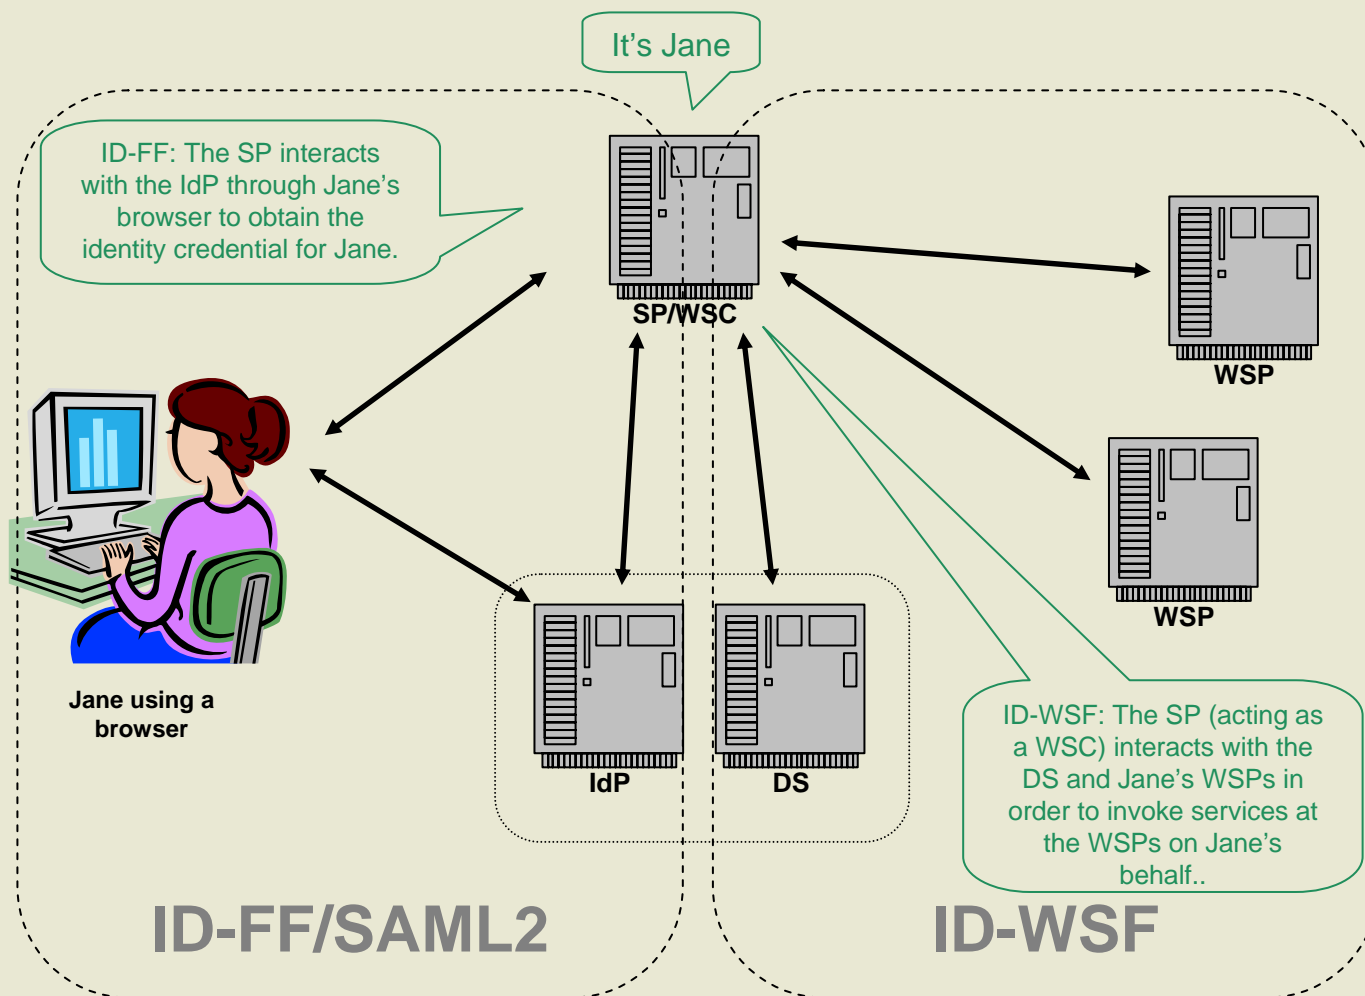 It's Jane
ID-FF: The SP interacts
with the IdP through Jane's
browser to obtain the
identity credential for Jane.
SP/WSC
WSP
WSP
Jane using a
browser
IdP
DS
ID-WSF: The SP (acting as
a WSC) interacts with the
DS and Jane's WSPs in
order to invoke services at
the WSPs on Jane's
behalf..
ID-FF/SAML2
ID-WSF